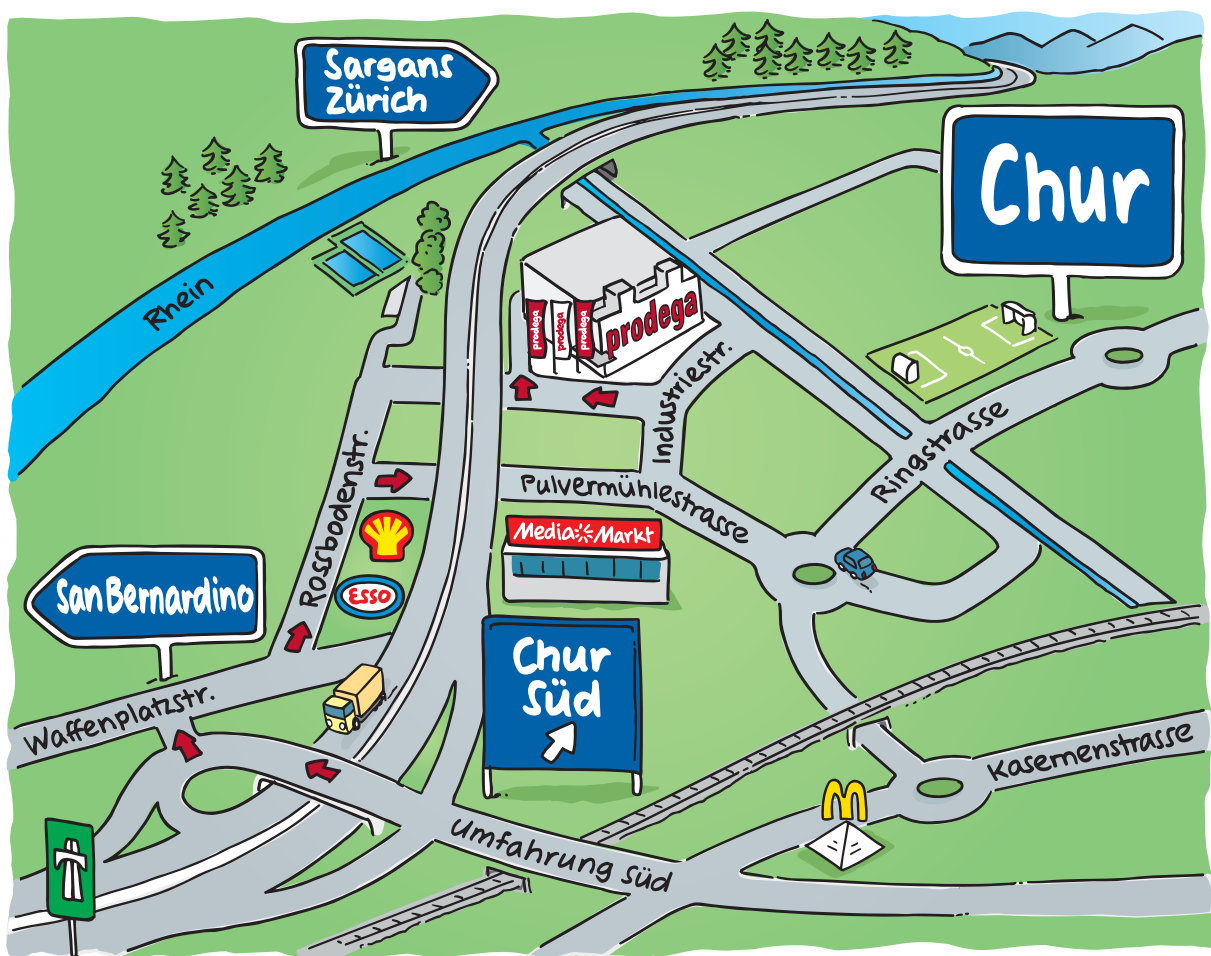 Sargans
Zürich
Chur
Rhein
prodega
prodega
prodega
prodega
Industriestr.
Ringstrasse
Rossbodenstr.
Pulvermühlestrasse
Media Markt
Esso
San Bernardino
Chur
Süd
Waffenplatzstr.
Kasernenstrasse
M
Umfahrung Süd